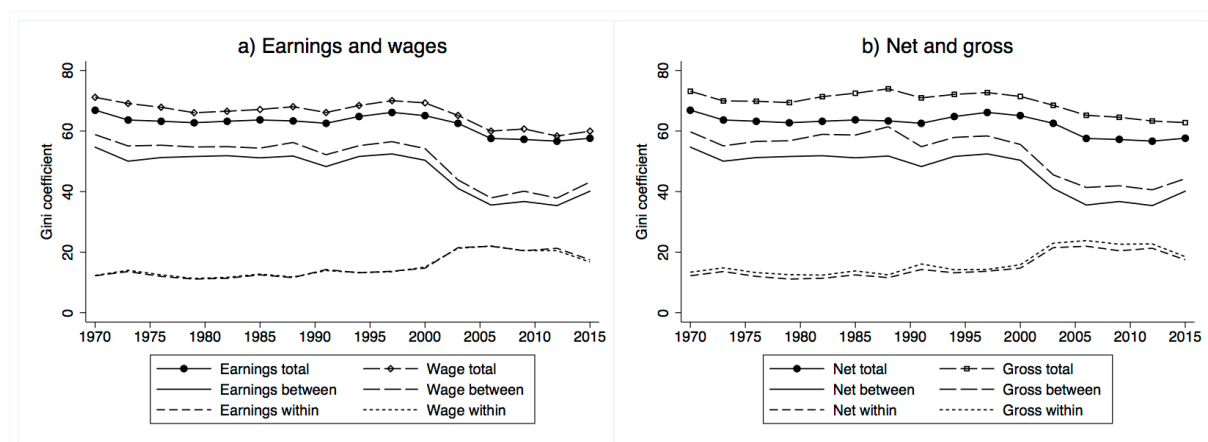 a) Earnings and wages
Gini coefficient
80
60
40
20
0
1970 1975 1980 1985 1990 1995 2000 2005 2010 2015
Earnings total Wage total
Earnings between Wage between
Earnings within Wage within
b) Net and gross
Gini coefficient
80
60
40
20
0
1970 1975 1980 1985 1990 1995 2000 2005 2010 2015
Net total Gross total
Net between Gross between
Net within Gross within